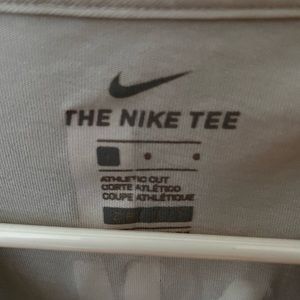 THE NIKE TEE
ATHLETIC CUT
CORTE ATLÉTICO
COUPE ATHLÉTIQUE